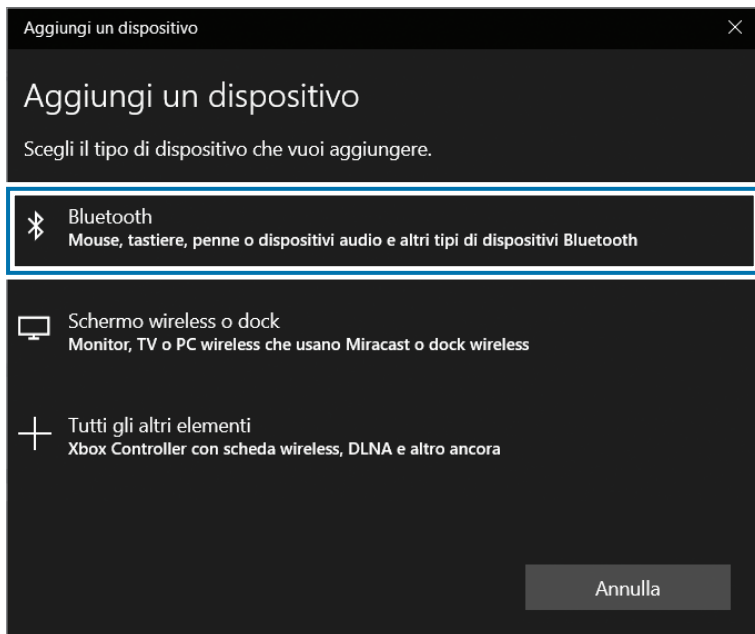 Aggiungi un dispositivo
Aggiungi un dispositivo
Scegli il tipo di dispositivo che vuoi aggiungere.
Bluetooth
Mouse, tastiere, penne o dispositivi audio e altri tipi di dispositivi Bluetooth
Schermo wireless o dock
Monitor, TV o PC wireless che usano Miracast o dock wireless
Tutti gli altri elementi
Xbox Controller con scheda wireless, DLNA e altro ancora
Annulla